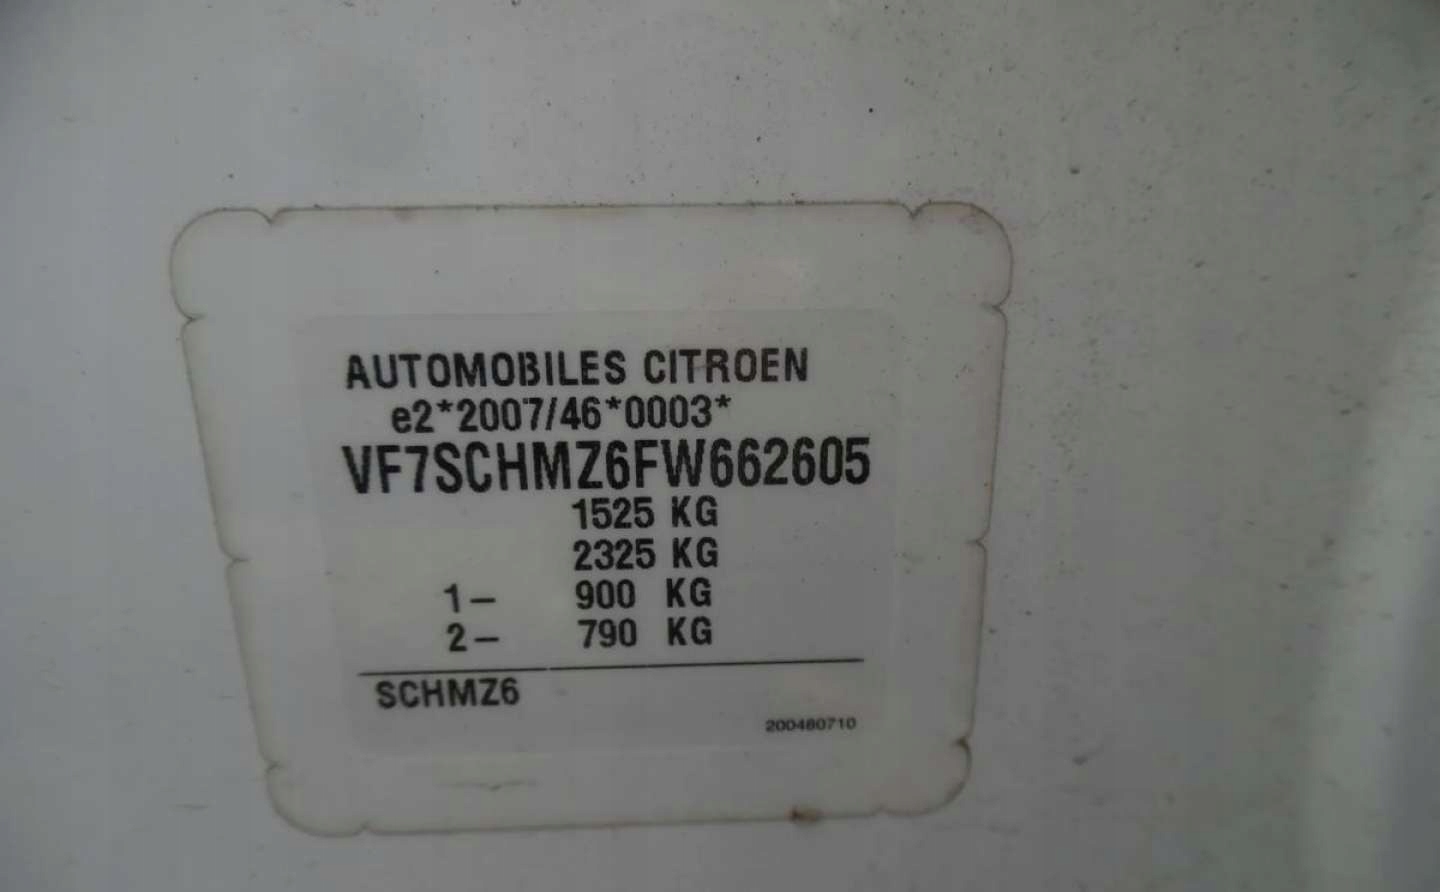 AUTOMOBILES CITROEN
e2*2007/46*0003*
VF7SCHMZ6FW662605
1525 KG
2325 KG
1- 900 KG
2- 790 KG
SCHMZ6
200480710